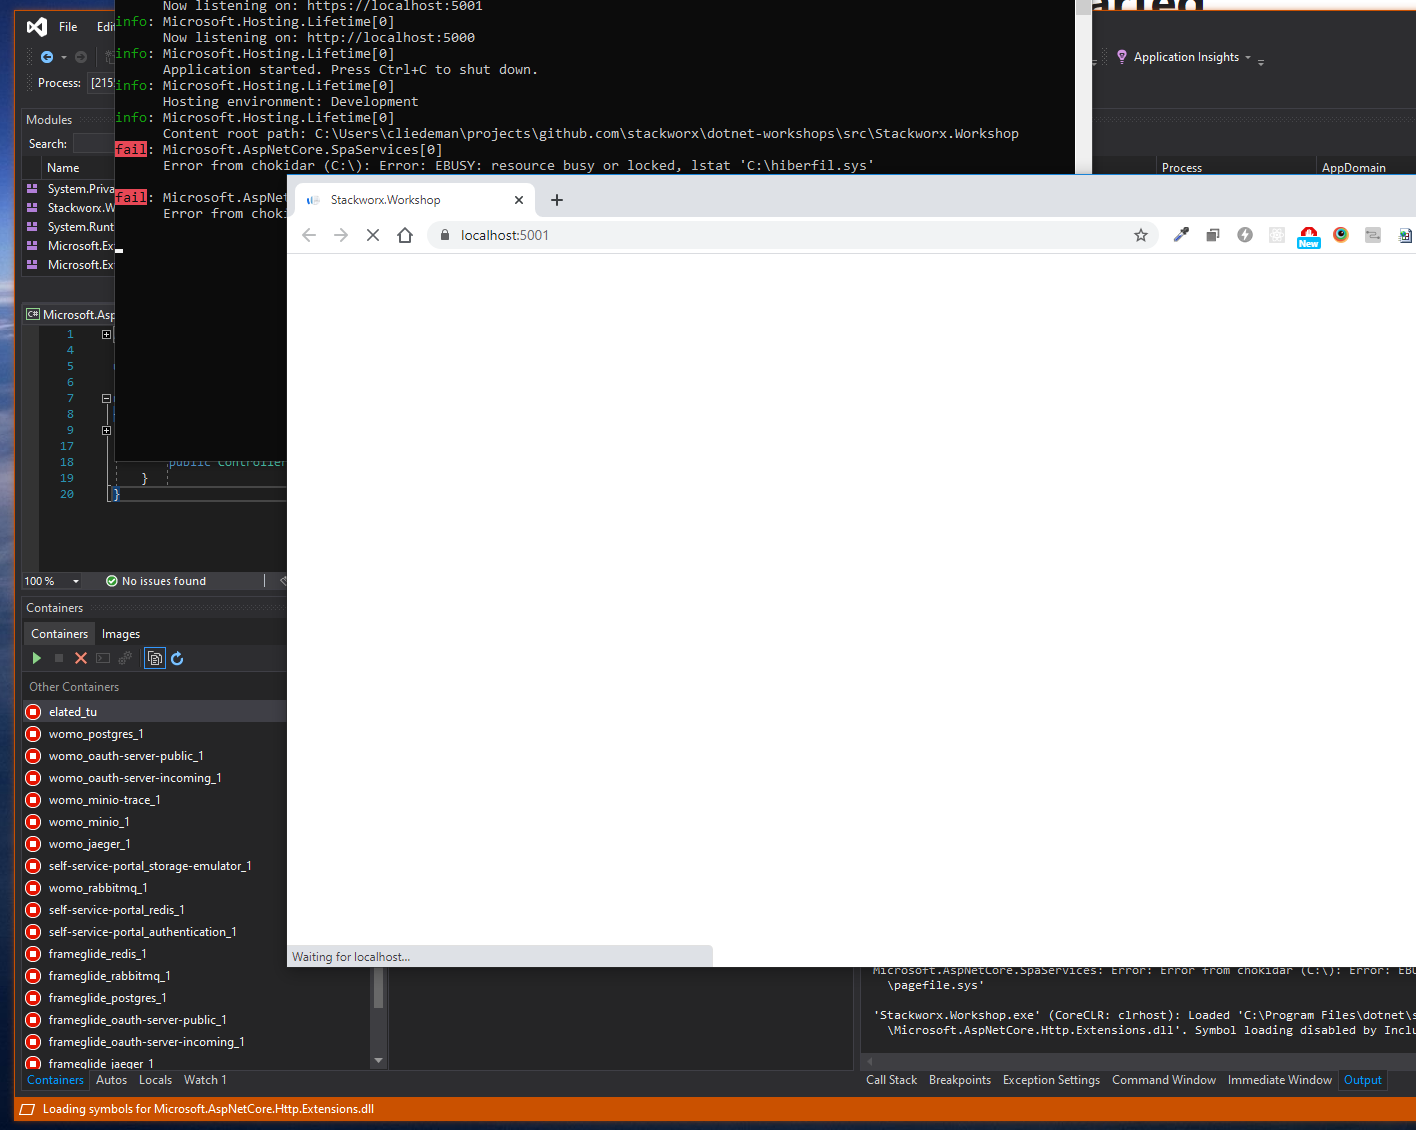 Now listening on: https://localhost:5001
info: Microsoft.Hosting.Lifetime[0]
Now listening on: http://localhost:5000
info: Microsoft.Hosting.Lifetime[0]
Application started. Press Ctrl+C to shut down.
info: Microsoft.Hosting.Lifetime[0]
Hosting environment: Development
info: Microsoft.Hosting.Lifetime[0]
Content root path: C:\Users\cliedeman\projects\github.com\stackworx\dotnet-workshops\src\Stackworx.Workshop
fail: Microsoft.AspNetCore.SpaServices[0]
Error from chokidar (C:\): Error: EBUSY: resource busy or locked, lstat 'C:\hiberfil.sys'
fail: Microsoft.AspNet
Error from choki
File Edi
Application Insights
Process: [215
Modules
Search:
Name Process AppDomain
System.Priva
Stackworx.W
System.Runt
Microsoft.Ex
Microsoft.Ex
Stackworx.Workshop
localhost:5001
New
C# Microsoft.Asp
1
4
5
6
7
8
9
17
18 public Controller
19 }
20 }
100 % No issues found
Containers
Containers Images
Other Containers
elated_tu
womo_postgres_1
womo_oauth-server-public_1
womo_oauth-server-incoming_1
womo_minio-trace_1
womo_minio_1
womo_jaeger_1
self-service-portal_storage-emulator_1
womo_rabbitmq_1
self-service-portal_redis_1
self-service-portal_authentication_1
frameglide_redis_1
frameglide_rabbitmq_1
frameglide_postgres_1
frameglide_oauth-server-public_1
frameglide_oauth-server-incoming_1
frameglide_jaeger_1
Waiting for localhost...
Microsoft.AspNetCore.SpaServices: Error: Error from chokidar (C:\): Error: EBU
\pagefile.sys'
'Stackworx.Workshop.exe' (CoreCLR: clrhost): Loaded 'C:\Program Files\dotnet\s
\Microsoft.AspNetCore.Http.Extensions.dll'. Symbol loading disabled by Inclu
Containers Autos Locals Watch 1
Call Stack Breakpoints Exception Settings Command Window Immediate Window Output
Loading symbols for Microsoft.AspNetCore.Http.Extensions.dll